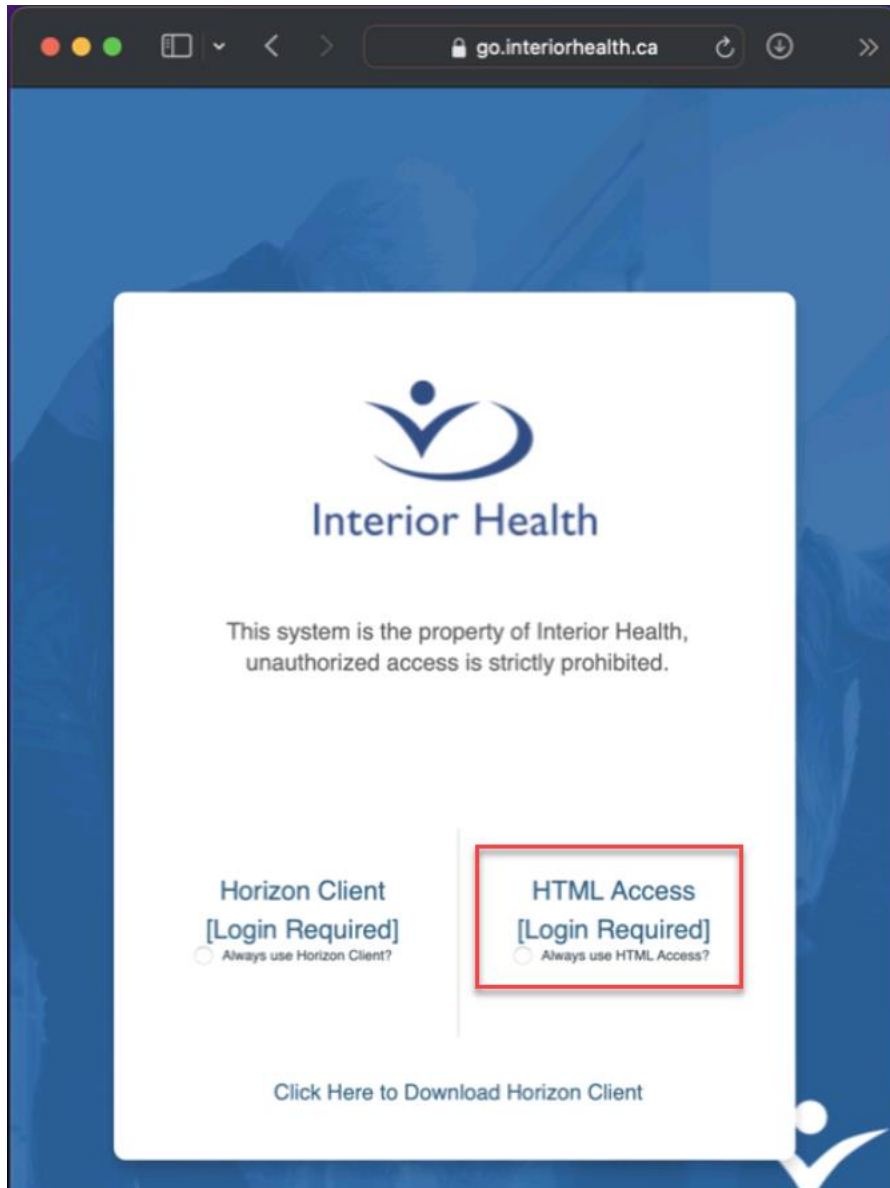 go.interiorhealth.ca
Interior Health
This system is the property of Interior Health,
unauthorized access is strictly prohibited.
Horizon Client
[Login Required]
Always use Horizon Client?
HTML Access
[Login Required]
Always use HTML Access?
Click Here to Download Horizon Client